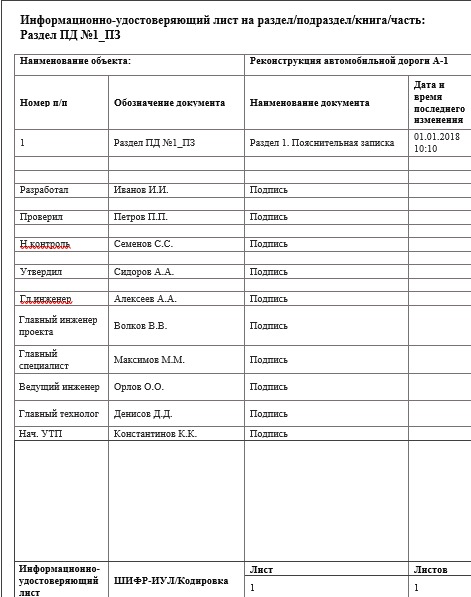 Информационно-удостоверяющий лист на раздел/подраздел/книга/часть:
Раздел ПД №1_ПЗ
Наименование объекта: Реконструкция автомобильной дороги А-1
Номер п/п Обозначение документа Наименование документа Дата и
время
последнего
изменения
1 Раздел ПД №1_ПЗ Раздел 1. Пояснительная записка 01.01.2018
10:10
Разработал Иванов И.И. Подпись
Проверил Петров П.П. Подпись
Н.контроль Семенов С.С. Подпись
Утвердил Сидоров А.А. Подпись
Гл.инженер Алексеев А.А. Подпись
Главный инженер
проекта Волков В.В. Подпись
Главный
специалист Максимов М.М. Подпись
Ведущий инженер Орлов О.О. Подпись
Главный технолог Денисов Д.Д. Подпись
Нач. УТП Константинов К.К. Подпись
Информационно-
удостоверяющий
лист ШИФР-ИУЛ/Кодировка Лист Листов
1 1